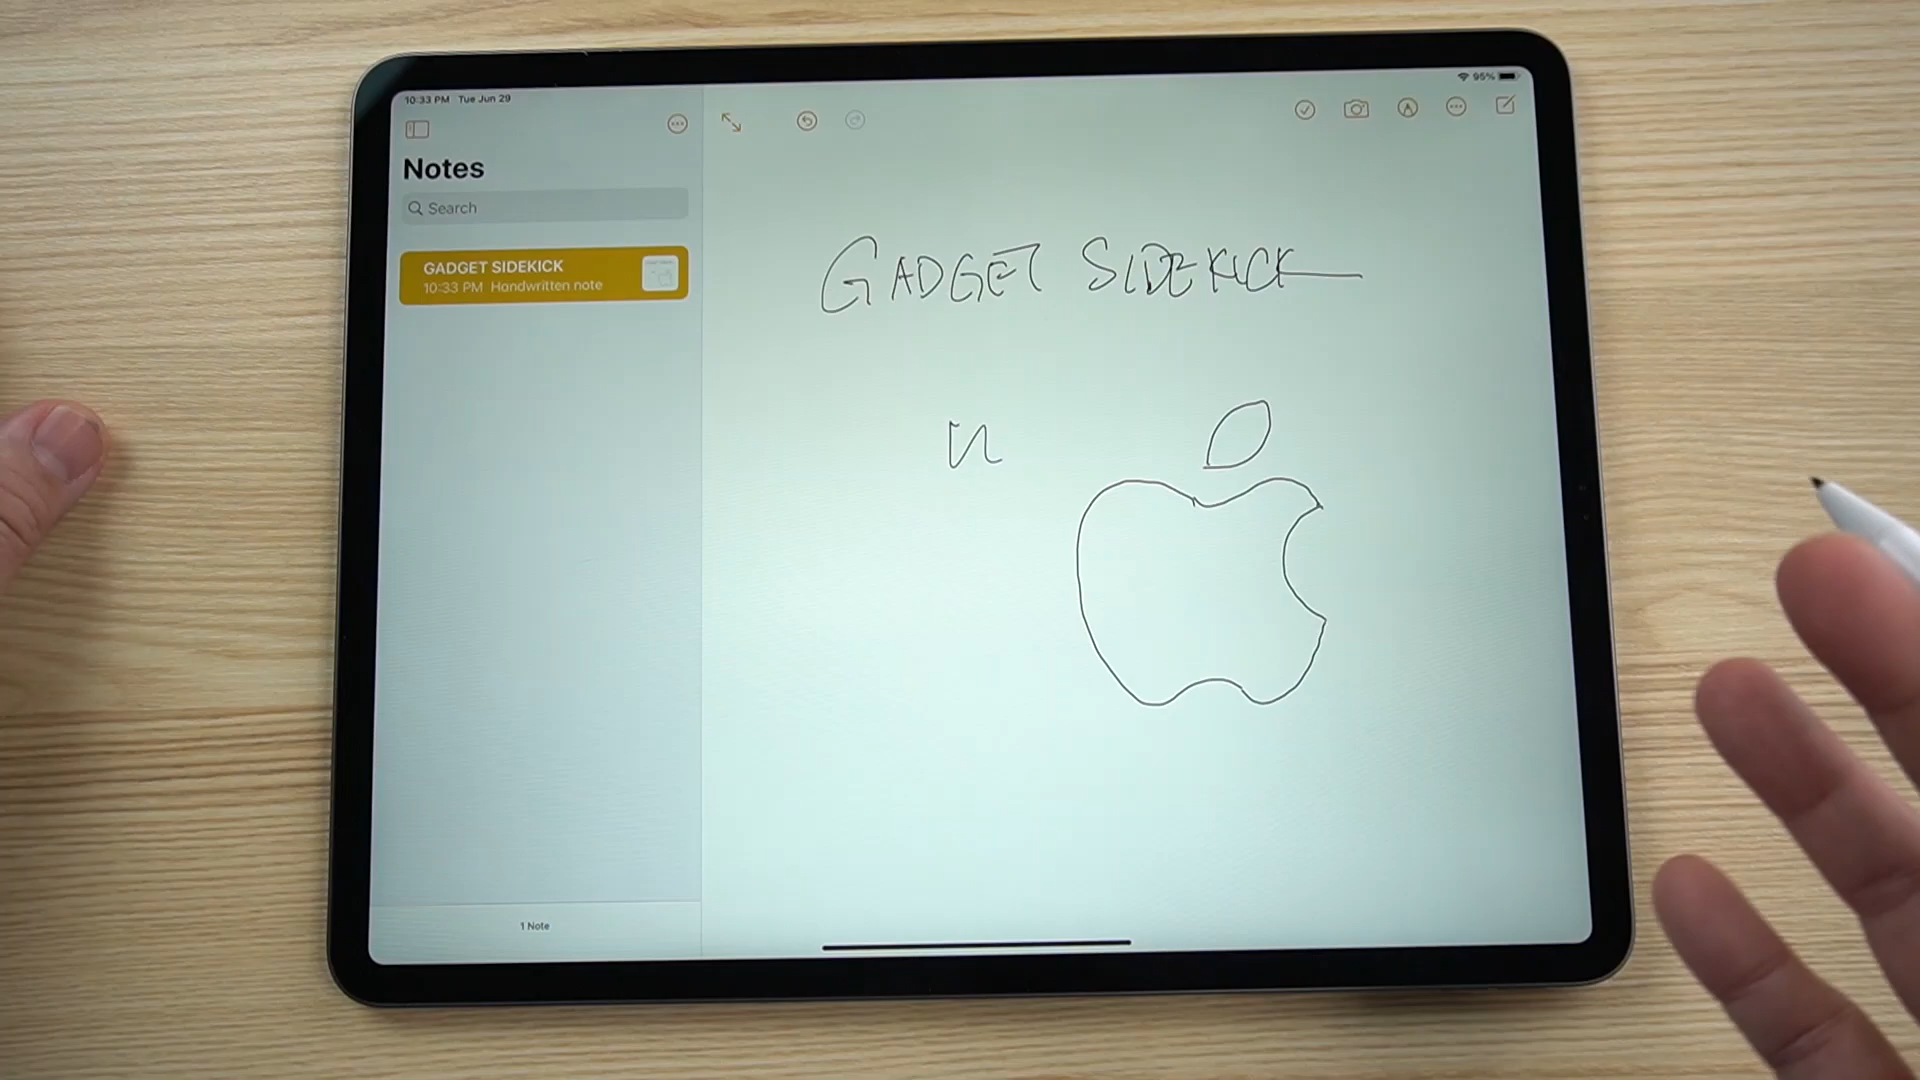 10:33 PM Tue Jun 29
95%
Notes
Search
GADGET SIDEKICK
10:33 PM Handwritten note
1 Note
GADGET SIDEKICK